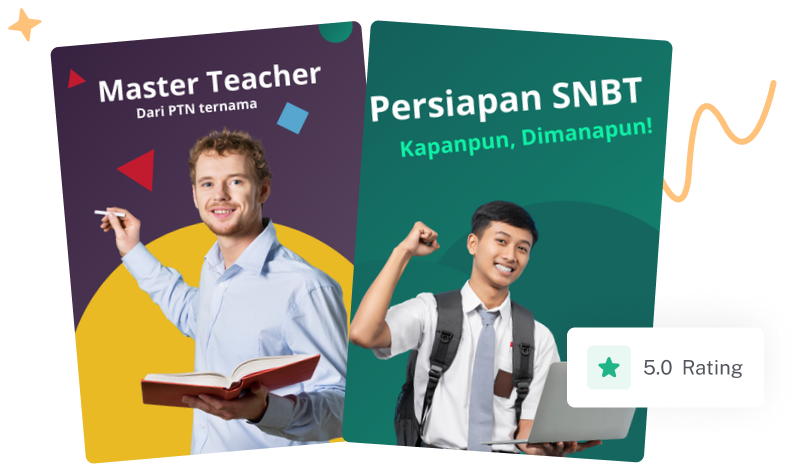 Master Teacher
Dari PTN ternama
Persiapan SNBT
Kapanpun, Dimanapun!
5.0 Rating